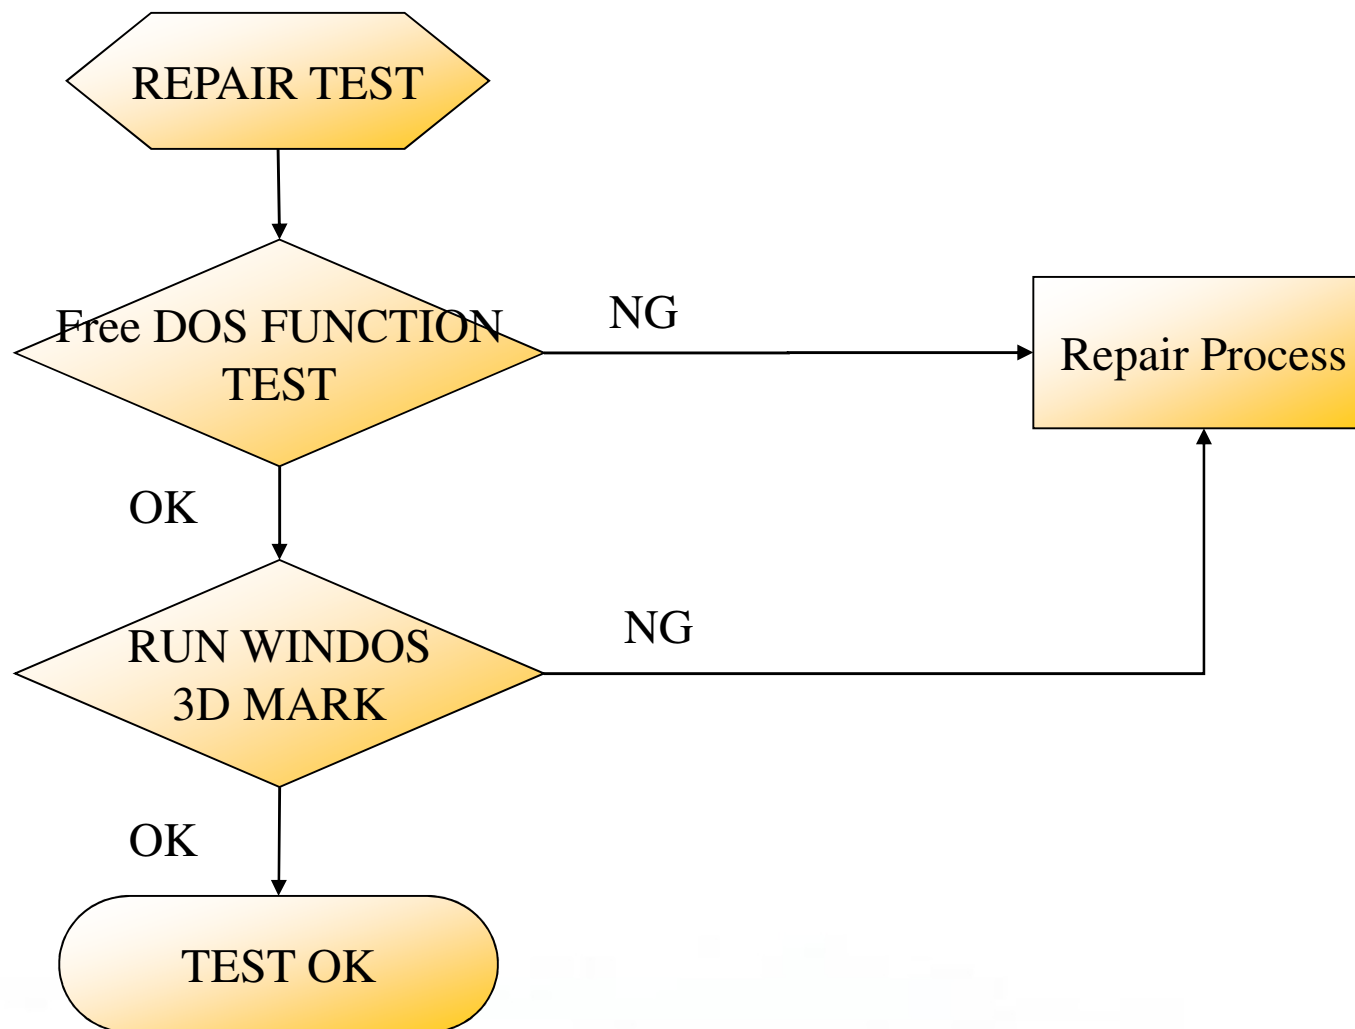 REPAIR TEST
Free DOS FUNCTION
TEST
NG
Repair Process
OK
RUN WINDOS
3D MARK
NG
OK
TEST OK